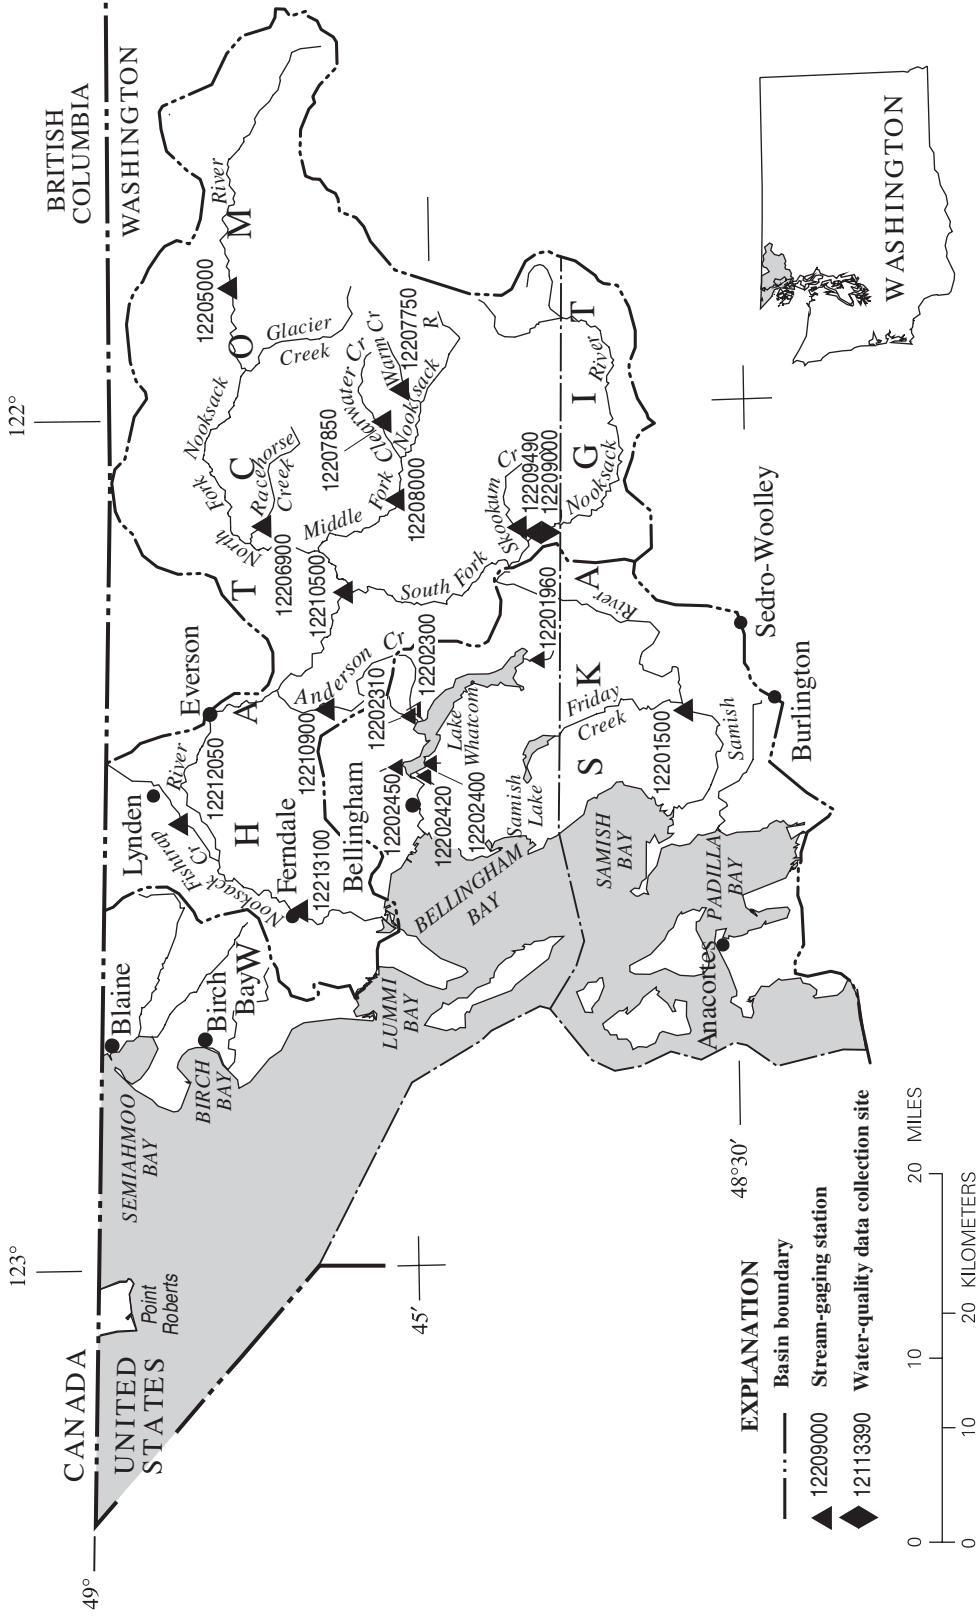 123°
122°
49°
CANADA
UNITED
STATES
BRITISH
COLUMBIA
WASHINGTON
Point
Roberts
SEMIAHMOO
BAY
Blaine
BIRCH
BAY
Birch
Bay
Lynden
Everson
Fishtrap
Cr
River
Nooksack
12212050
Ferndale
12213100
W H A T C O M
LUMMI
BAY
Bellingham
BELLINGHAM
BAY
12210900
Anderson Cr
12202310
12202300
12202450
12202420
12202400
Lake
Whatcom
12201960
North Fork Nooksack River
12205000
Glacier
Creek
Racehorse
Creek
12206900
12210500
Middle Fork Nooksack R
Clearwater Cr
Warm Cr
12207750
12207850
12208000
South Fork Nooksack River
Skookum Cr
12209490
12209000
S K A G I T
Samish
Lake
Friday
Creek
Samish River
12201500
SAMISH
BAY
PADILLA
BAY
Anacortes
Burlington
Sedro-Woolley
45′
48°30′
WASHINGTON
EXPLANATION
Basin boundary
12209000 Stream-gaging station
12113390 Water-quality data collection site
0 10 20 MILES
0 10 20 KILOMETERS